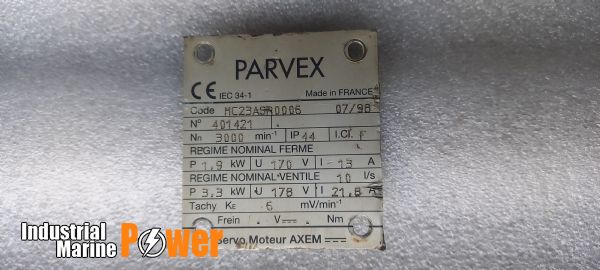 PARVEX
CE IEC 34-1 Made in FRANCE
Code MC23AS R0006 07/98
N° 401421
Nn 3000 min⁻¹ IP 44 I.Cl. F
REGIME NOMINAL FERME
P 1,9 kW U 170 V I 13 A
REGIME NOMINAL VENTILE 10 l/s
P 3.3 kW U 178 V I 21.8 A
Tachy KE 6 mV/min⁻¹
Frein V Nm
Servo Moteur AXEM
Industrial Marine Power